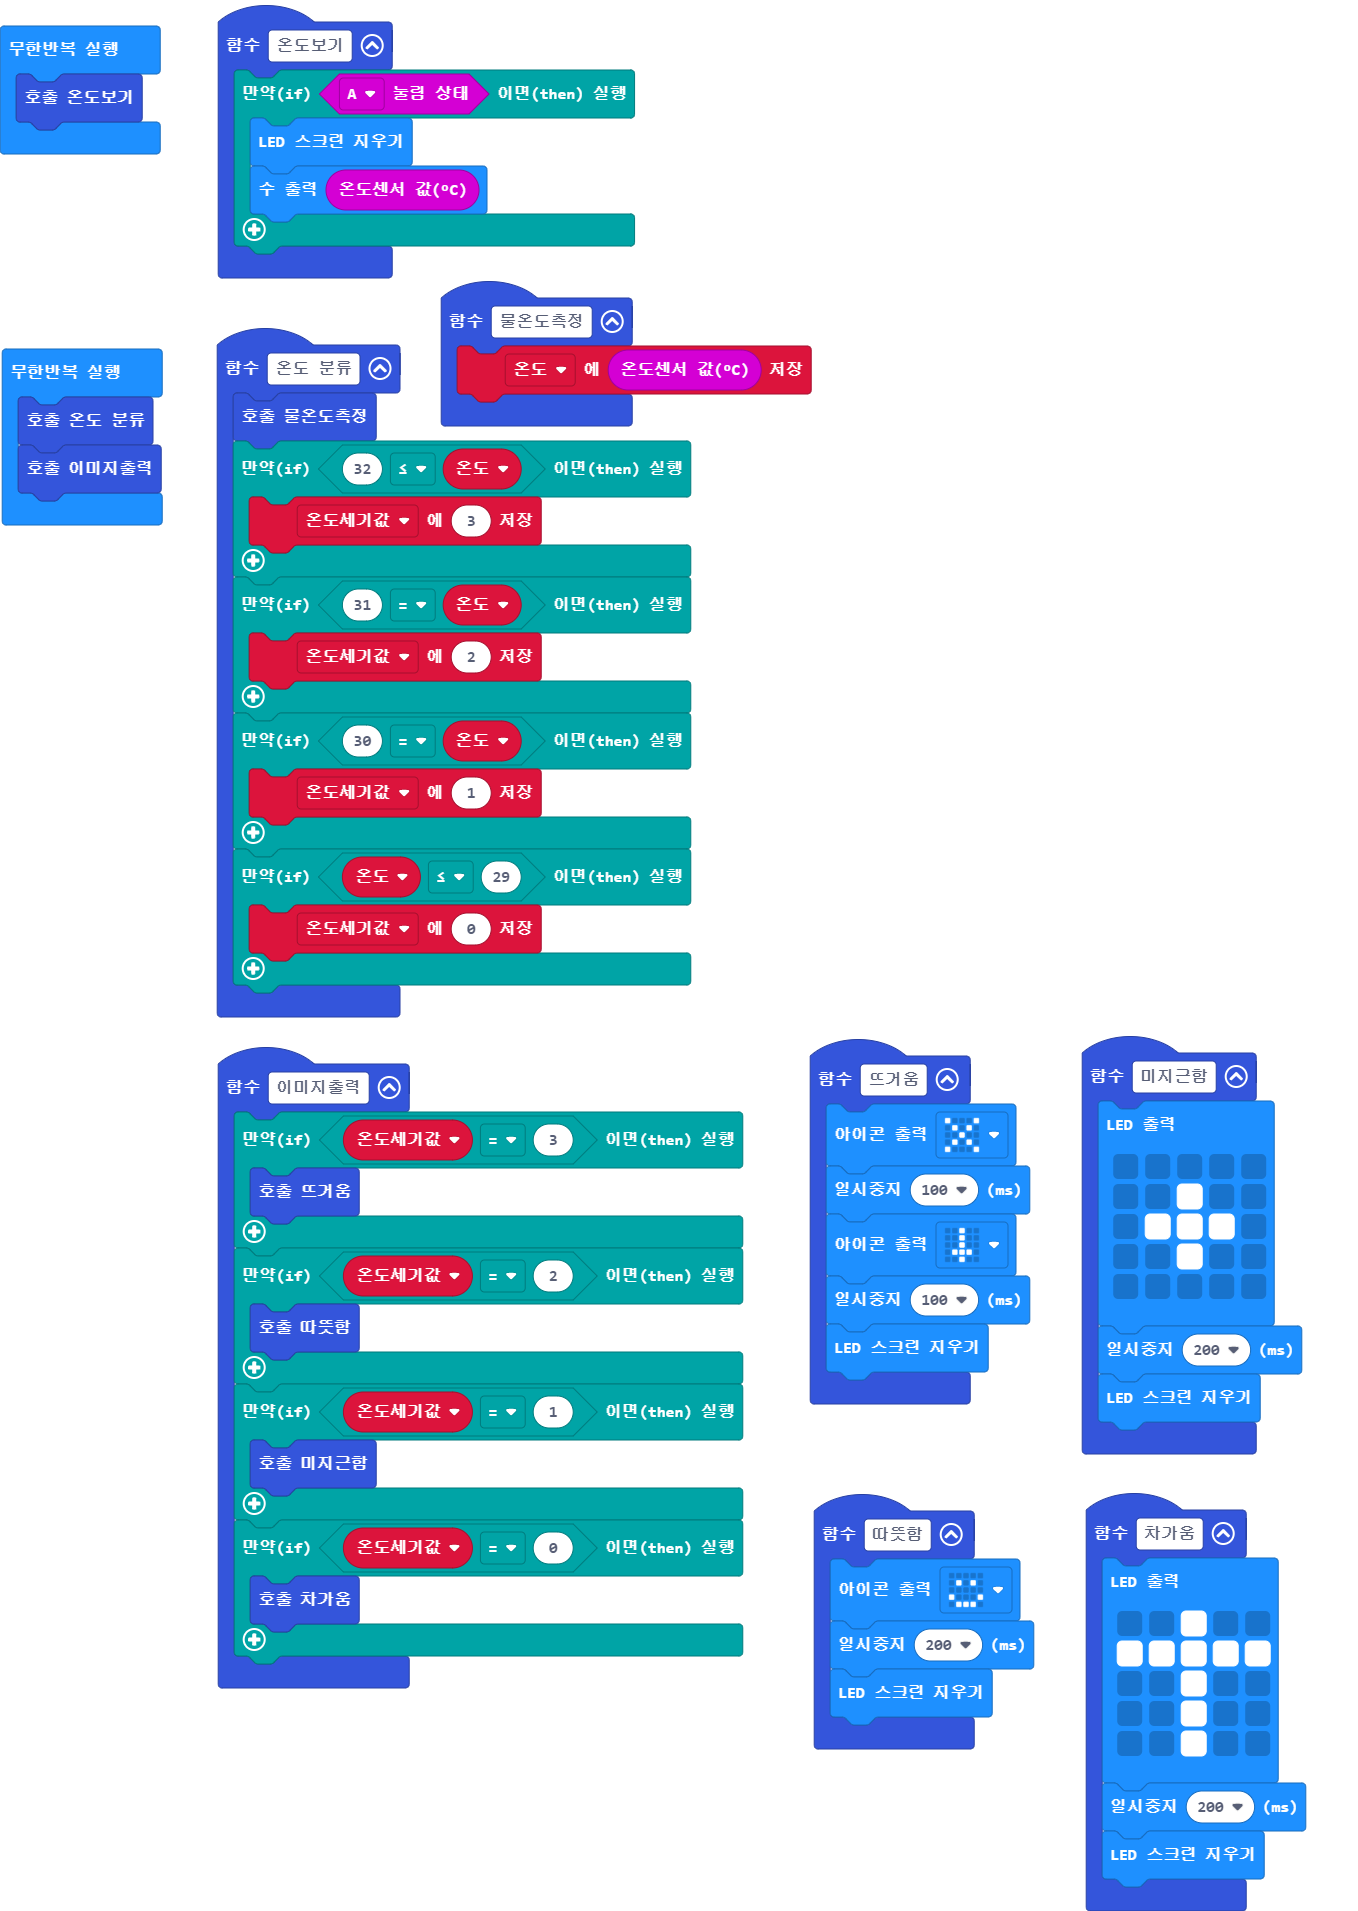 무한반복 실행
호출 온도보기
함수 온도보기
만약(if) A 눌림 상태 이면(then) 실행
LED 스크린 지우기
수 출력 온도센서 값(ºC)
함수 물온도측정
온도 에 온도센서 값(ºC) 저장
무한반복 실행
호출 온도 분류
호출 이미지출력
함수 온도 분류
호출 물온도측정
만약(if) 32 ≤ 온도 이면(then) 실행
온도세기값 에 3 저장
만약(if) 31 = 온도 이면(then) 실행
온도세기값 에 2 저장
만약(if) 30 = 온도 이면(then) 실행
온도세기값 에 1 저장
만약(if) 온도 ≤ 29 이면(then) 실행
온도세기값 에 0 저장
함수 이미지출력
만약(if) 온도세기값 = 3 이면(then) 실행
호출 뜨거움
만약(if) 온도세기값 = 2 이면(then) 실행
호출 따뜻함
만약(if) 온도세기값 = 1 이면(then) 실행
호출 미지근함
만약(if) 온도세기값 = 0 이면(then) 실행
호출 차가움
함수 뜨거움
아이콘 출력
일시중지 100 (ms)
아이콘 출력
일시중지 100 (ms)
LED 스크린 지우기
함수 미지근함
LED 출력
일시중지 200 (ms)
LED 스크린 지우기
함수 따뜻함
아이콘 출력
일시중지 200 (ms)
LED 스크린 지우기
함수 차가움
LED 출력
일시중지 200 (ms)
LED 스크린 지우기